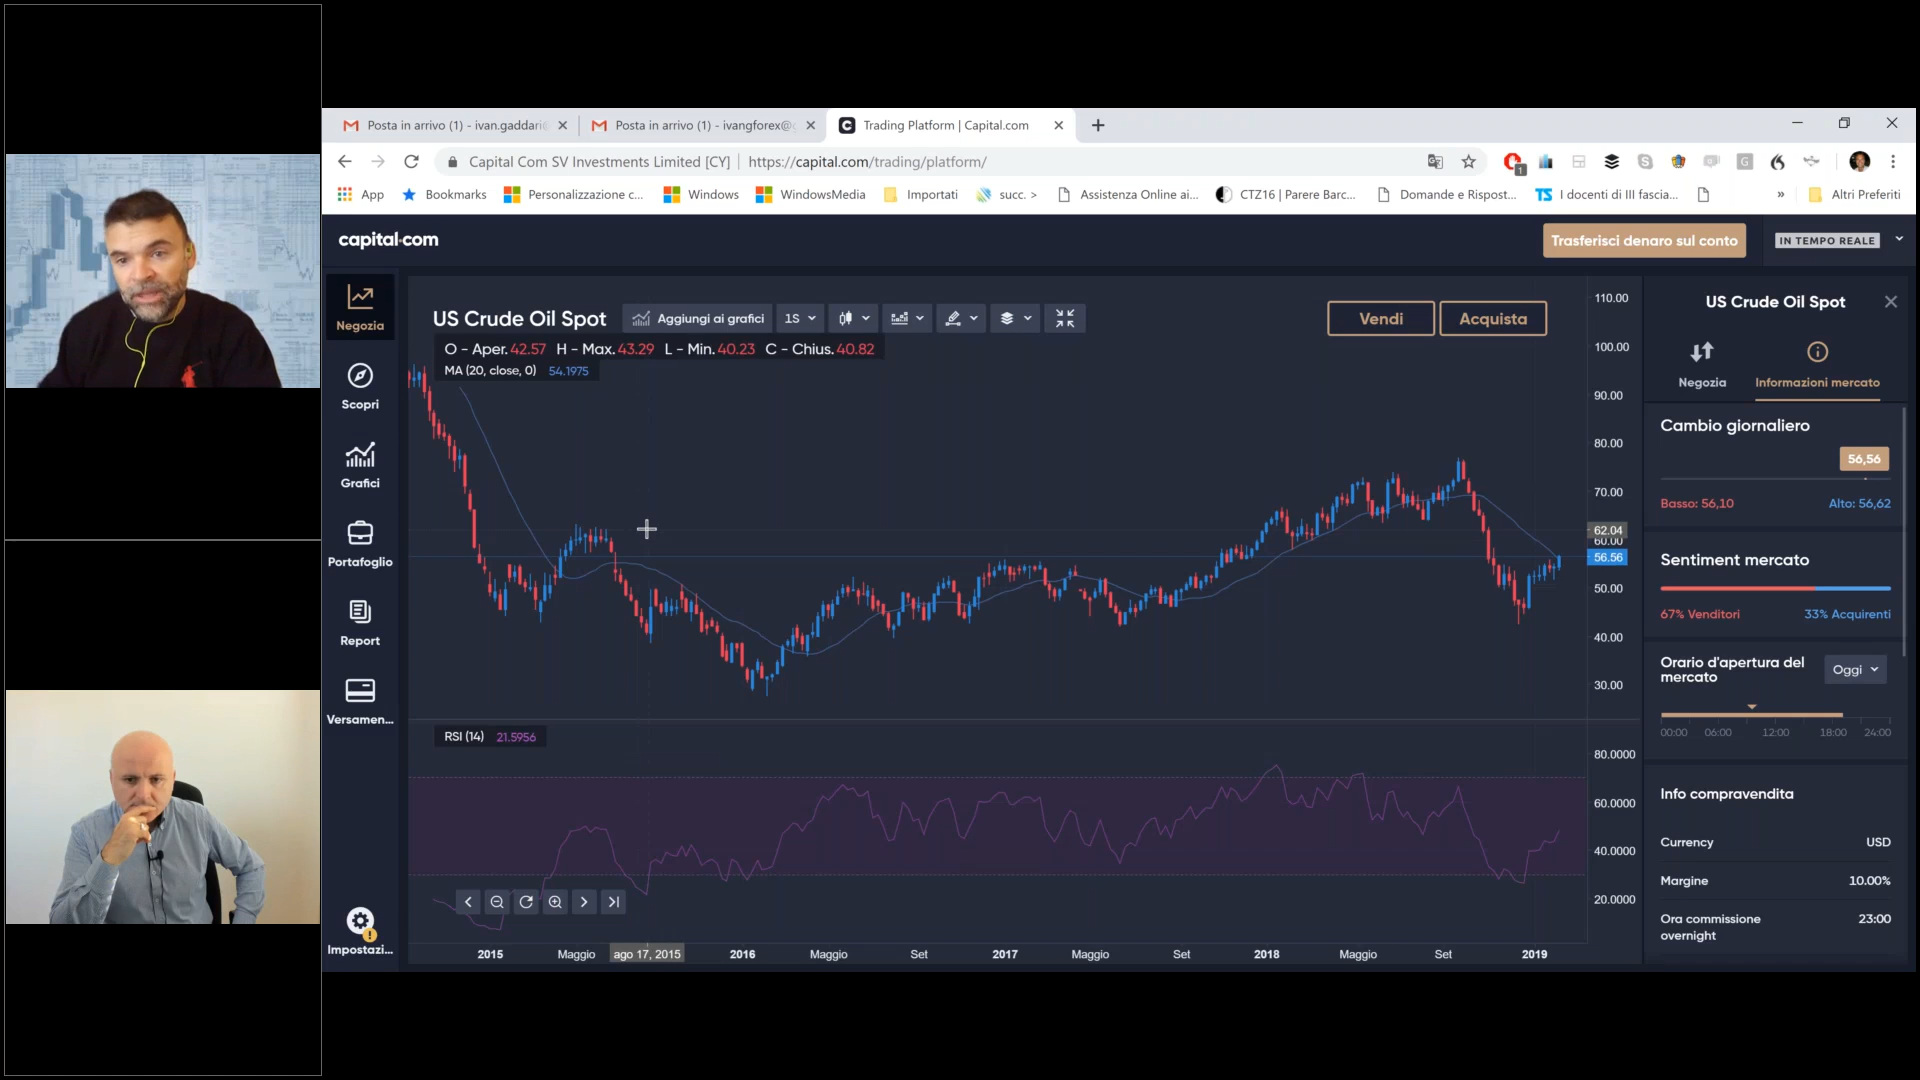 Posta in arrivo (1) - ivan.gaddari
Posta in arrivo (1) - ivangforex@g
Trading Platform | Capital.com
Capital Com SV Investments Limited [CY] | https://capital.com/trading/platform/
App
Bookmarks
Personalizzazione c...
Windows
WindowsMedia
Importati
succ. >
Assistenza Online ai...
CTZ16 | Parere Barc...
Domande e Rispost...
TS I docenti di III fascia...
»
Altri Preferiti
capital.com
Trasferisci denaro sul conto
IN TEMPO REALE
Negozia
Scopri
Grafici
Portafoglio
Report
Versamen...
Impostazi...
US Crude Oil Spot
Aggiungi ai grafici
1S
Vendi
Acquista
O - Aper. 42.57 H - Max. 43.29 L - Min. 40.23 C - Chius. 40.82
MA (20, close, 0) 54.1975
110.00
100.00
90.00
80.00
70.00
62.04
60.00
56.56
50.00
40.00
30.00
RSI (14) 21.5956
80.0000
60.0000
40.0000
20.0000
2015 Maggio ago 17, 2015 2016 Maggio Set 2017 Maggio Set 2018 Maggio Set 2019
US Crude Oil Spot
Negozia
Informazioni mercato
Cambio giornaliero
56,56
Basso: 56,10 Alto: 56,62
Sentiment mercato
67% Venditori 33% Acquirenti
Orario d'apertura del
mercato
Oggi
00:00 06:00 12:00 18:00 24:00
Info compravendita
Currency USD
Margine 10.00%
Ora commissione 23:00
overnight